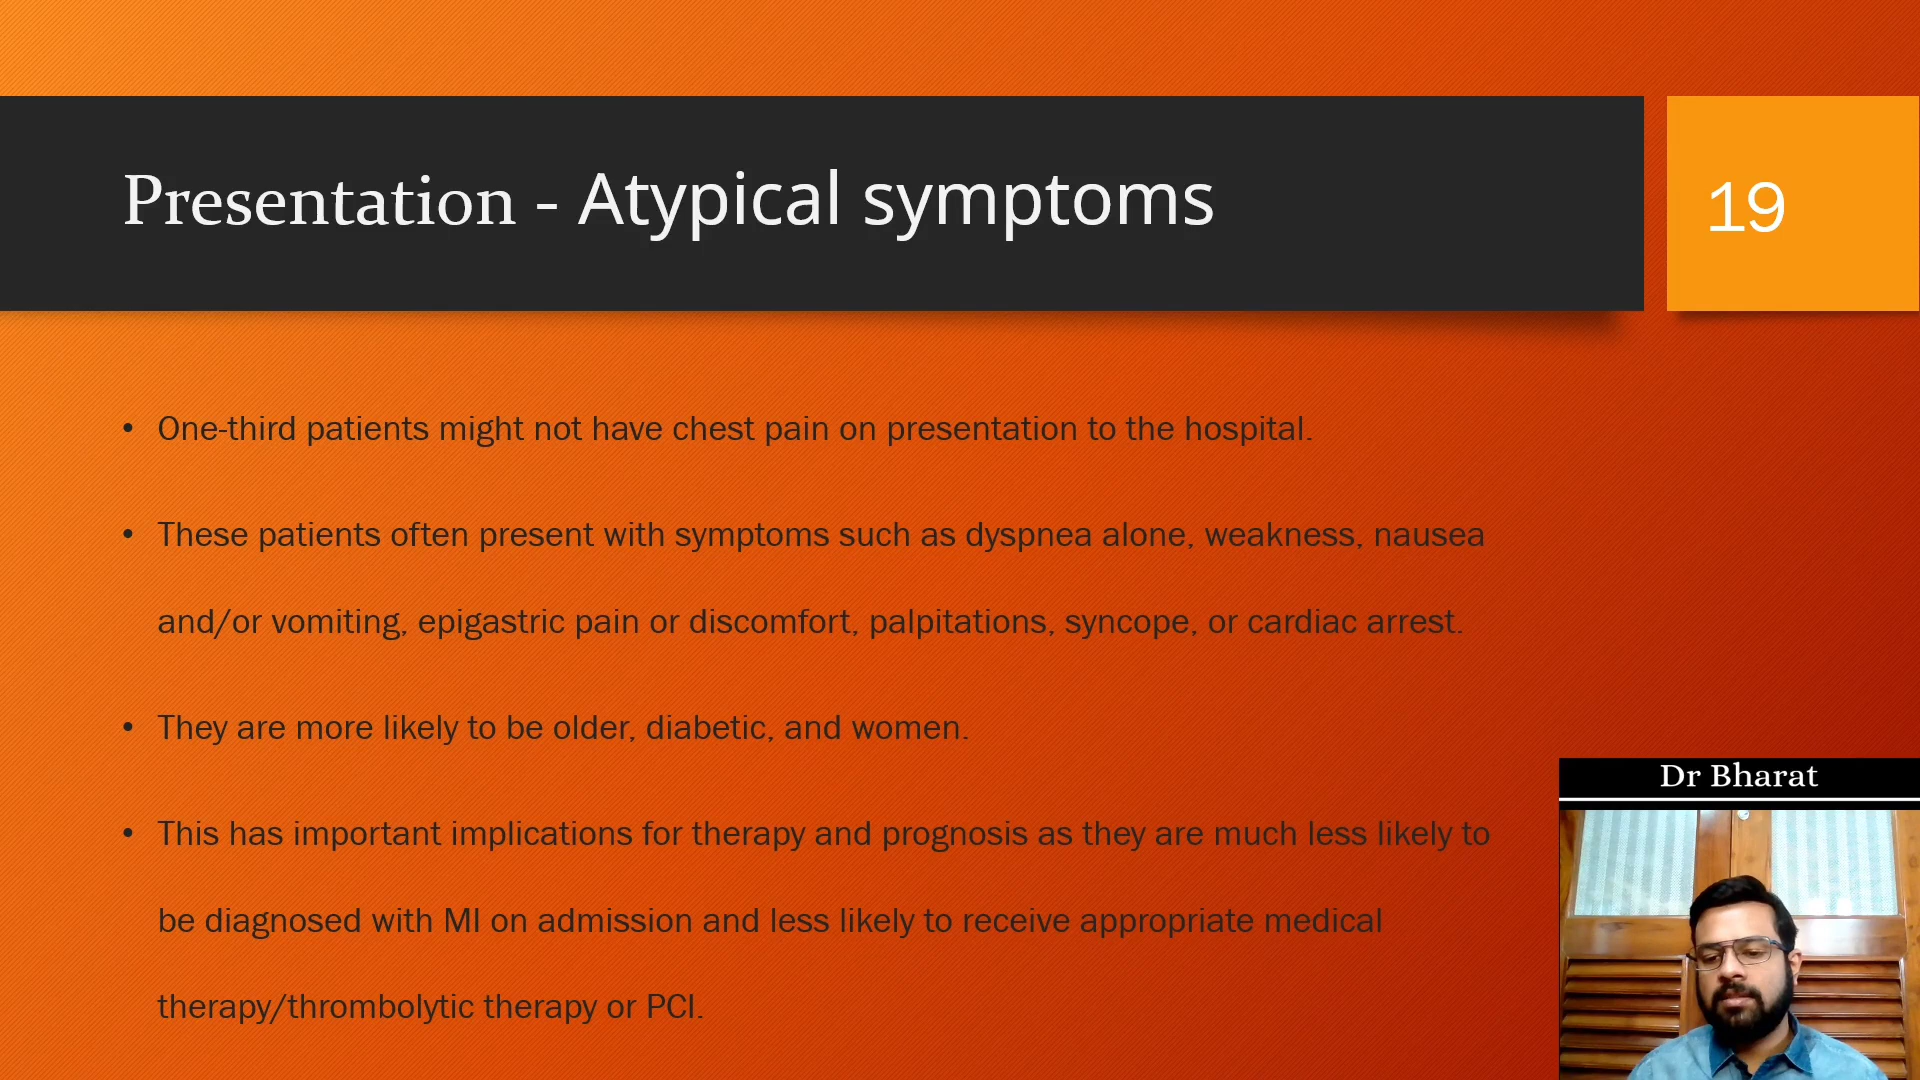 Presentation - Atypical symptoms
19
• One-third patients might not have chest pain on presentation to the hospital.
• These patients often present with symptoms such as dyspnea alone, weakness, nausea
and/or vomiting, epigastric pain or discomfort, palpitations, syncope, or cardiac arrest.
• They are more likely to be older, diabetic, and women.
• This has important implications for therapy and prognosis as they are much less likely to
be diagnosed with MI on admission and less likely to receive appropriate medical
therapy/thrombolytic therapy or PCI.
Dr Bharat